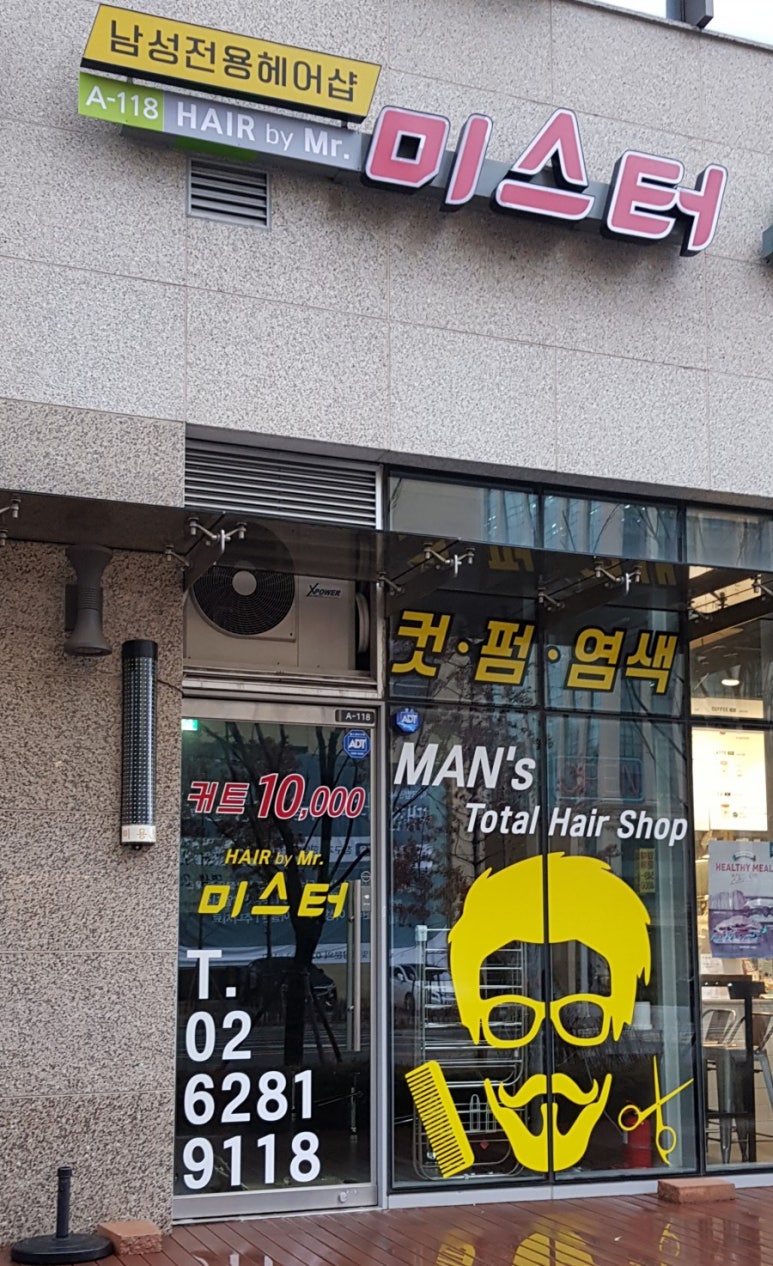 남성전용헤어샵
A-118 HAIR by Mr. 미스터
XPOWER
컷·펌·염색
A-118
ADT
ADT
MAN's
Total Hair Shop
커트 10,000
HAIR by Mr.
미스터
T.
02
6281
9118
HEALTHY MEAL